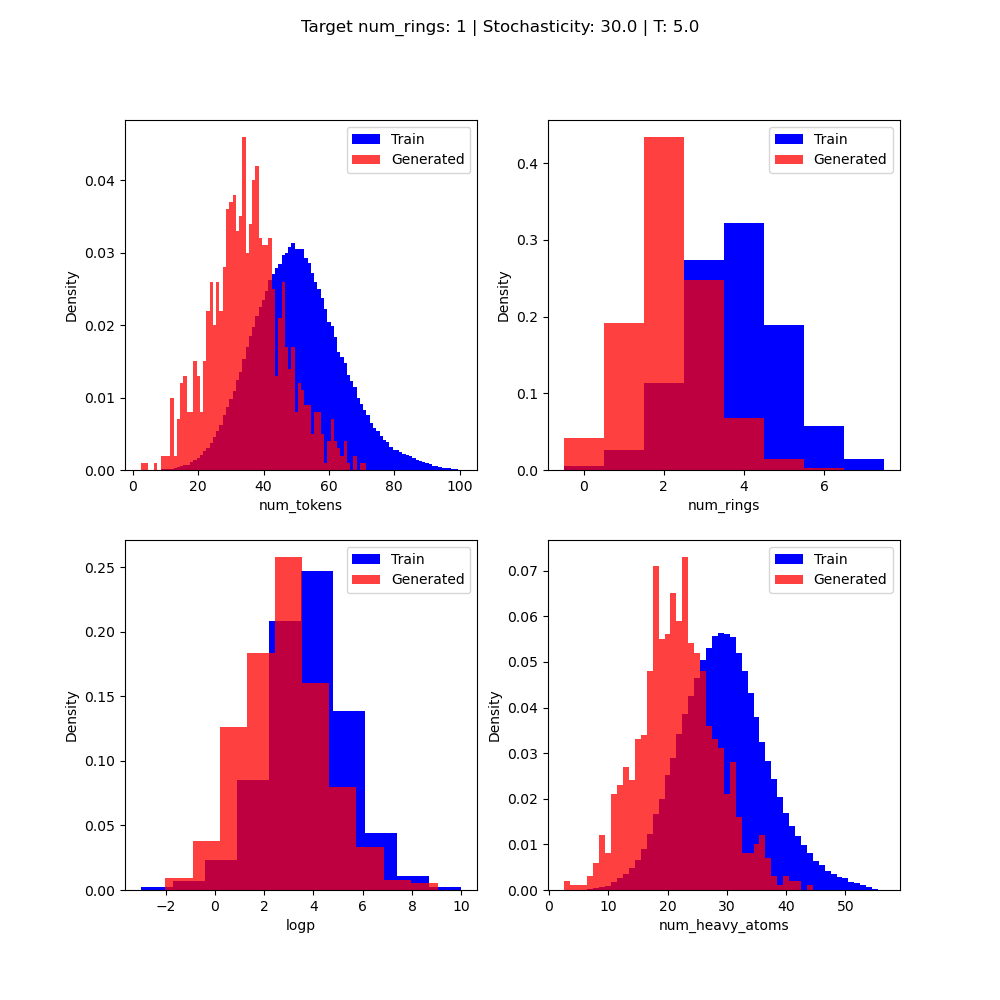 Target num_rings: 1 | Stochasticity: 30.0 | T: 5.0
Train
Generated
Density
0.04
0.03
0.02
0.01
0.00
0 20 40 60 80 100
num_tokens
Train
Generated
Density
0.4
0.3
0.2
0.1
0.0
0 2 4 6
num_rings
Train
Generated
Density
0.25
0.20
0.15
0.10
0.05
0.00
−2 0 2 4 6 8 10
logp
Train
Generated
Density
0.07
0.06
0.05
0.04
0.03
0.02
0.01
0.00
0 10 20 30 40 50
num_heavy_atoms